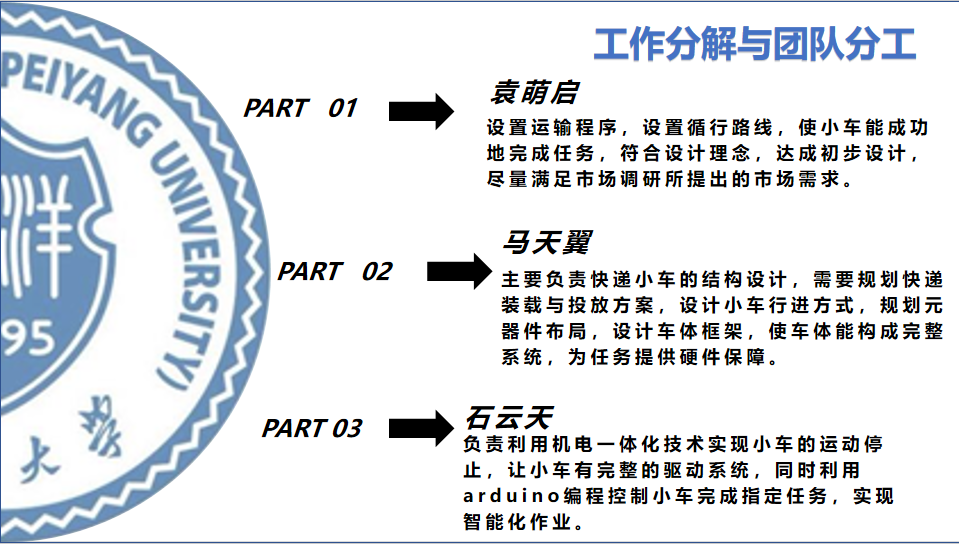 工作分解与团队分工
PEIYANG UNIVERSITY)
洋
95
大学
PART 01
袁萌启
设置运输程序，设置循行路线，使小车能成功
地完成任务，符合设计理念，达成初步设计，
尽量满足市场调研所提出的市场需求。
PART 02
马天翼
主要负责快递小车的结构设计，需要规划快递
装载与投放方案，设计小车行进方式，规划元
器件布局，设计车体框架，使车体能构成完整
系统，为任务提供硬件保障。
PART 03
石云天
负责利用机电一体化技术实现小车的运动停
止，让小车有完整的驱动系统，同时利用
arduino编程控制小车完成指定任务，实现
智能化作业。